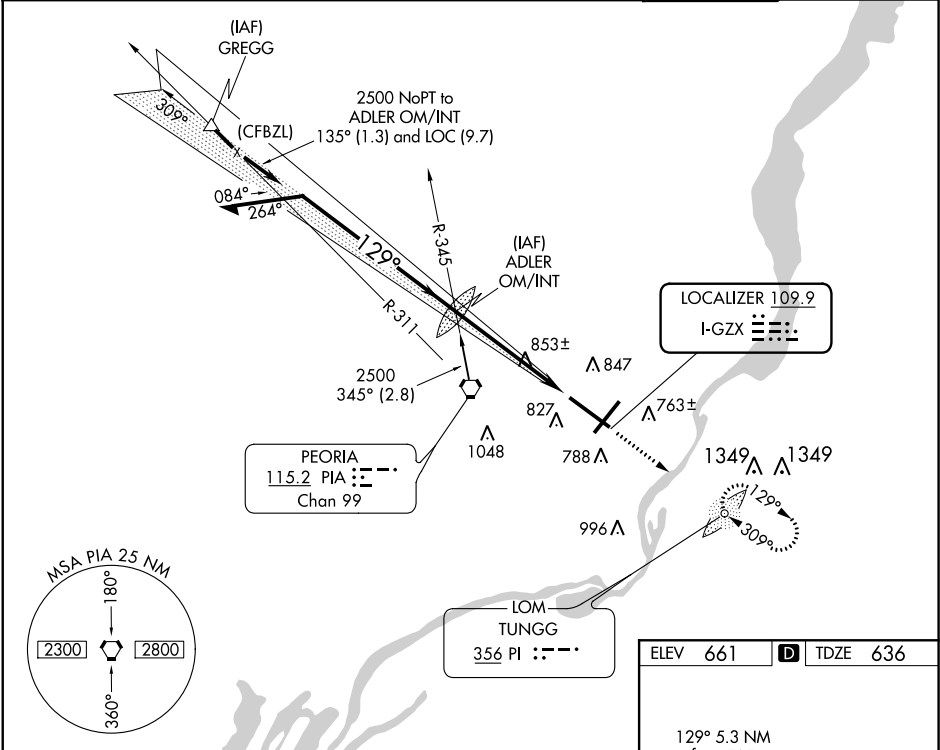 (IAF)
GREGG
2500 NoPT to
ADLER OM/INT
135° (1.3) and LOC (9.7)
309°
(CFBZL)
084°
264°
R-345
129°
(IAF)
ADLER
OM/INT
R-311
LOCALIZER 109.9
I-GZX
853±
847
2500
345° (2.8)
827
763±
1048
788
PEORIA
115.2 PIA
Chan 99
1349
1349
129°
309°
996
MSA PIA 25 NM
180°
2300
2800
360°
LOM
TUNGG
356 PI
ELEV 661 D TDZE 636
129° 5.3 NM